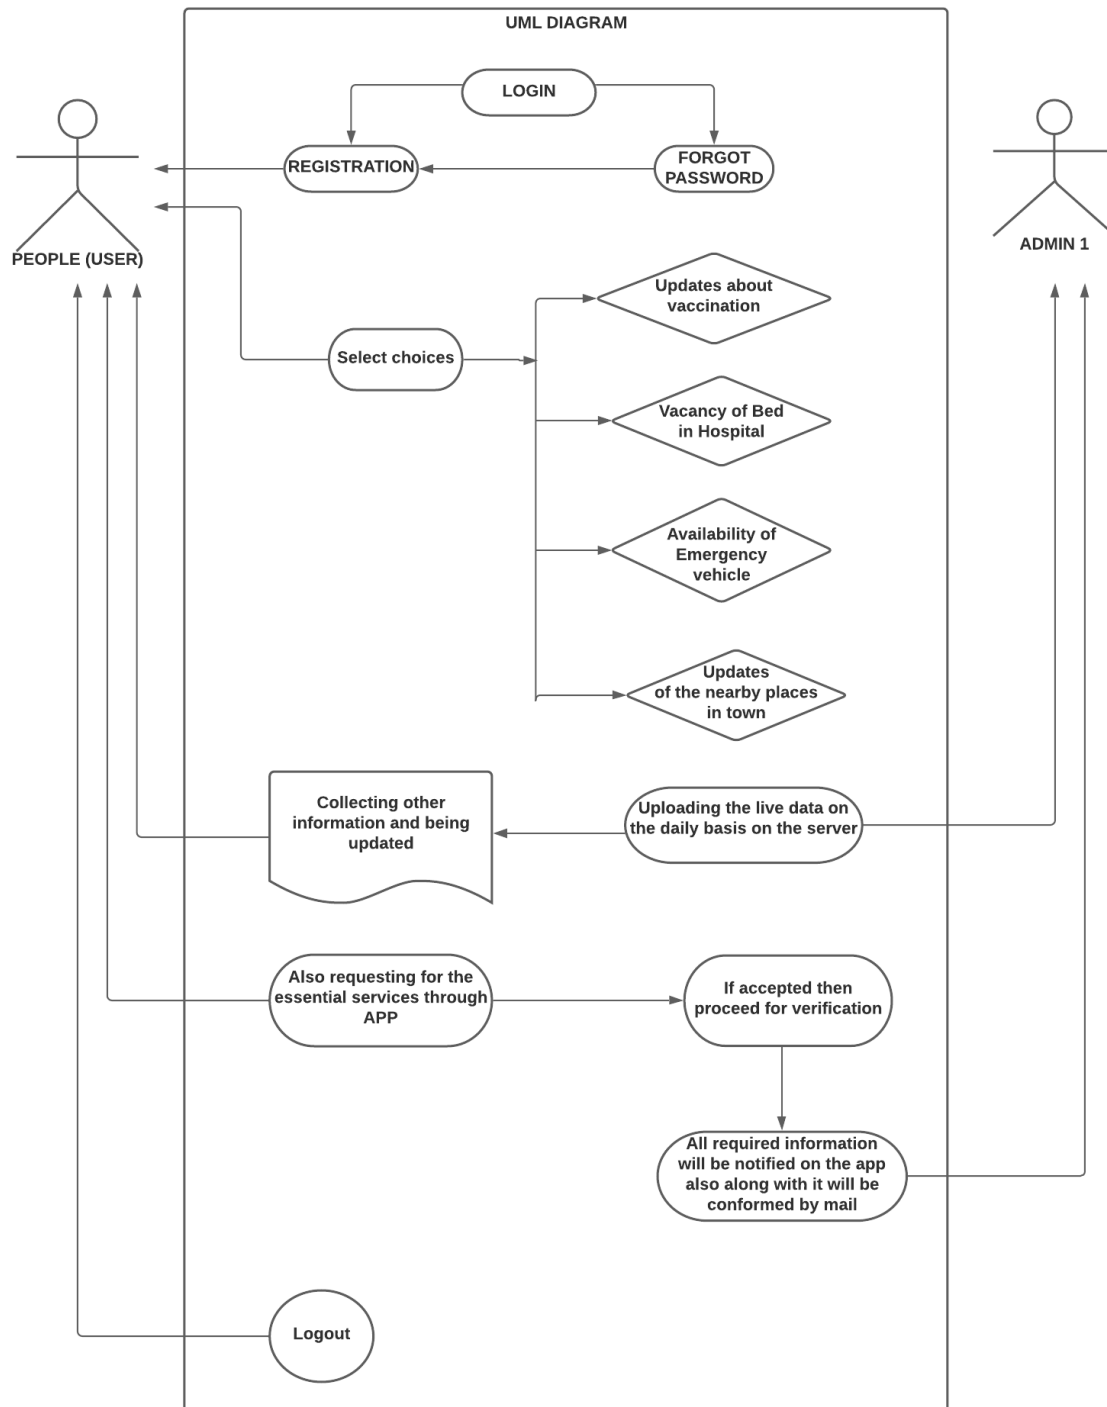 UML DIAGRAM
LOGIN
REGISTRATION
FORGOT
PASSWORD
PEOPLE (USER)
ADMIN 1
Updates about
vaccination
Select choices
Vacancy of Bed
in Hospital
Availability of
Emergency
vehicle
Updates
of the nearby places
in town
Collecting other
information and being
updated
Uploading the live data on
the daily basis on the server
Also requesting for the
essential services through
APP
If accepted then
proceed for verification
All required information
will be notified on the app
also along with it will be
conformed by mail
Logout